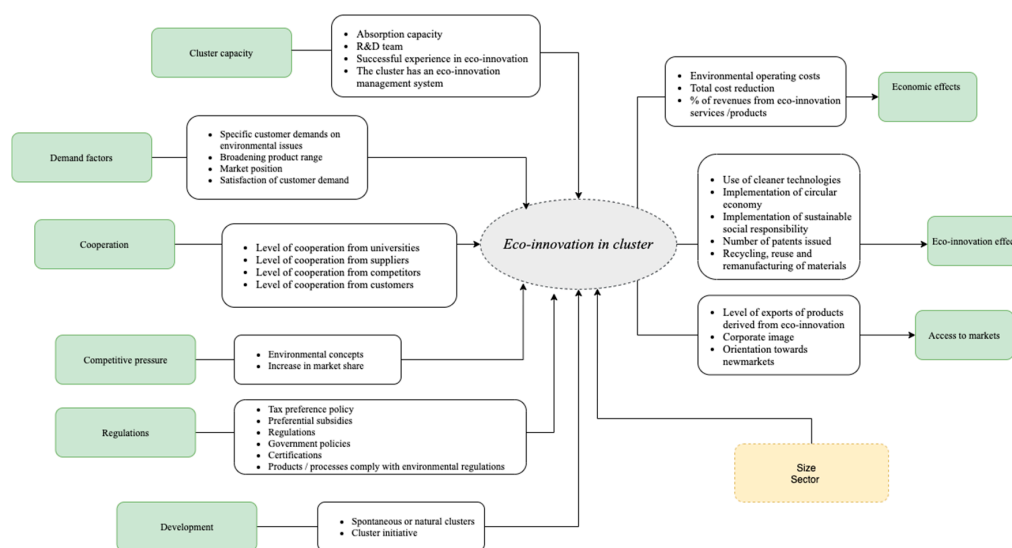 Cluster capacity
• Absorption capacity
• R&D team
• Successful experience in eco-innovation
• The cluster has an eco-innovation
management system
Demand factors
• Specific customer demands on
environmental issues
• Broadening product range
• Market position
• Satisfaction of customer demand
Cooperation
• Level of cooperation from universities
• Level of cooperation from suppliers
• Level of cooperation from competitors
• Level of cooperation from customers
Competitive pressure
• Environmental concepts
• Increase in market share
Regulations
• Tax preference policy
• Preferential subsidies
• Regulations
• Government policies
• Certifications
• Products / processes comply with environmental regulations
Development
• Spontaneous or natural clusters
• Cluster initiative
Eco-innovation in cluster
• Environmental operating costs
• Total cost reduction
• % of revenues from eco-innovation
services /products
Economic effects
• Use of cleaner technologies
• Implementation of circular
economy
• Implementation of sustainable
social responsibility
• Number of patents issued
• Recycling, reuse and
remanufacturing of materials
Eco-innovation effec
• Level of exports of products
derived from eco-innovation
• Corporate image
• Orientation towards
newmarkets
Access to markets
Size
Sector